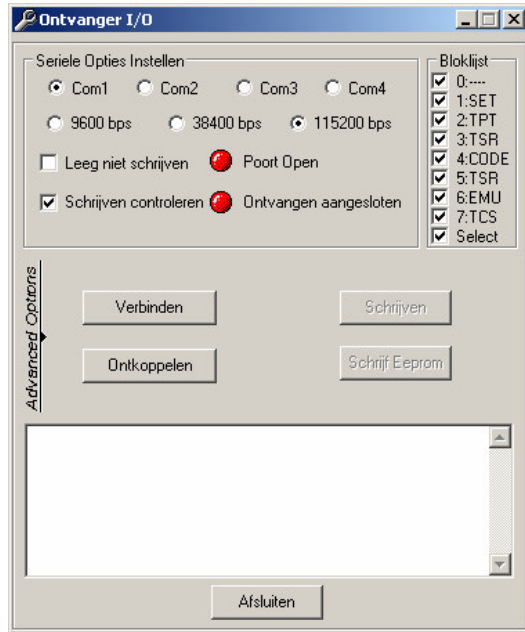 Ontvanger I/O
Seriele Opties Instellen
Com1 Com2 Com3 Com4
9600 bps 38400 bps 115200 bps
Leeg niet schrijven Poort Open
Schrijven controleren Ontvangen aangesloten
Bloklijst
0:----
1:SET
2:TPT
3:TSR
4:CODE
5:TSR
6:EMU
7:TCS
Select
Advanced Options
Verbinden Schrijven
Ontkoppelen Schrijf Eeprom
Afsluiten